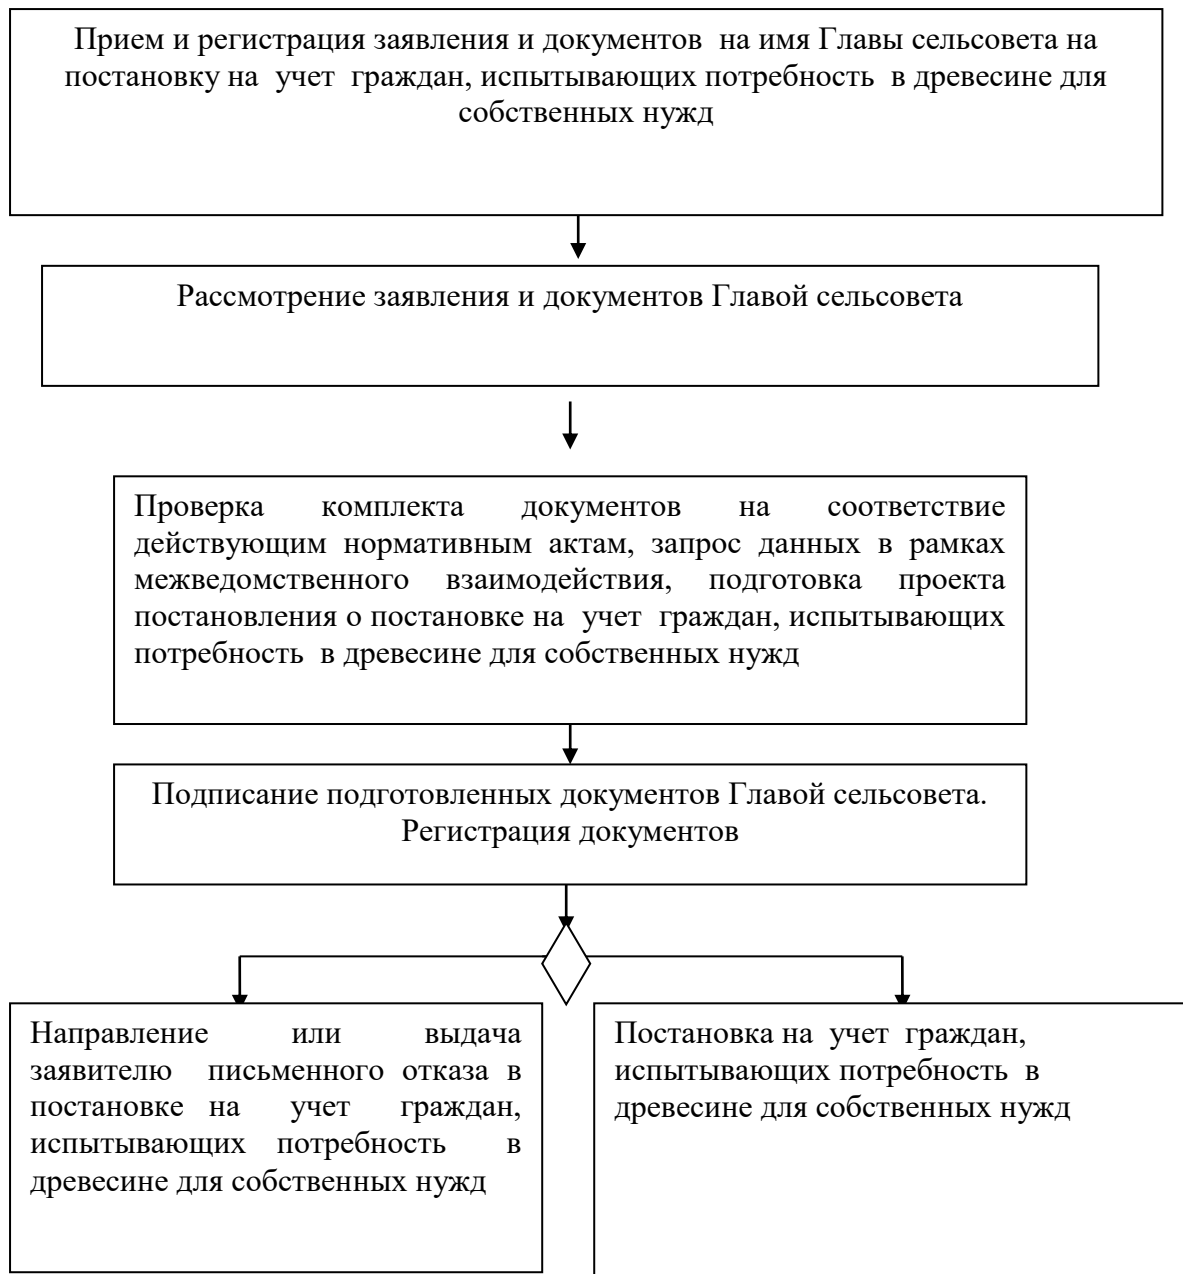 Прием и регистрация заявления и документов на имя Главы сельсовета на
постановку на учет граждан, испытывающих потребность в древесине для
собственных нужд
Рассмотрение заявления и документов Главой сельсовета
Проверка комплекта документов на соответствие
действующим нормативным актам, запрос данных в рамках
межведомственного взаимодействия, подготовка проекта
постановления о постановке на учет граждан, испытывающих
потребность в древесине для собственных нужд
Подписание подготовленных документов Главой сельсовета.
Регистрация документов
Направление или выдача
заявителю письменного отказа в
постановке на учет граждан,
испытывающих потребность в
древесине для собственных нужд
Постановка на учет граждан,
испытывающих потребность в
древесине для собственных нужд